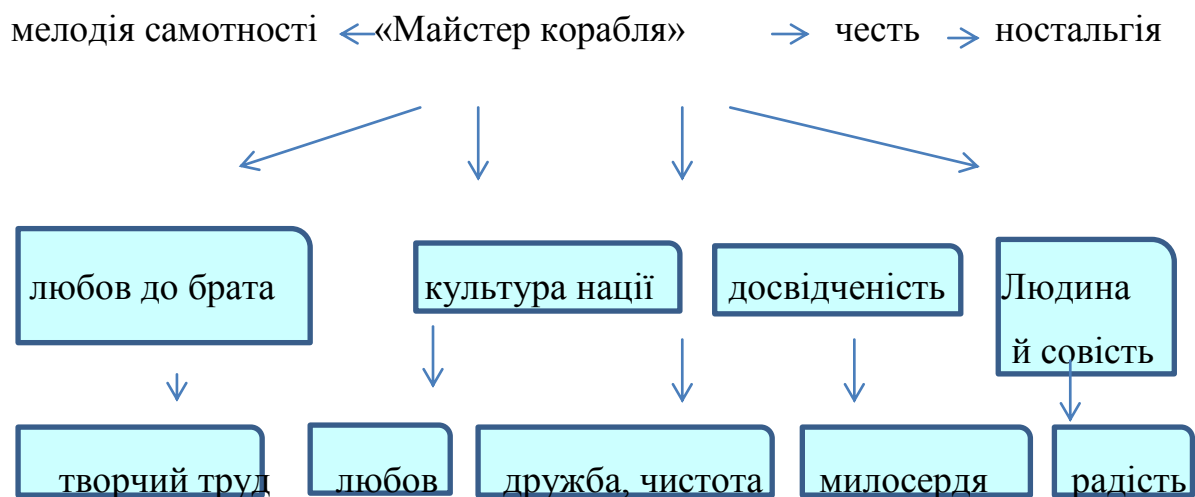 мелодія самотності «Майстер корабля» честь ностальгія
любов до брата культура нації досвідченість Людина
й совість
творчий труд любов дружба, чистота милосердя радість